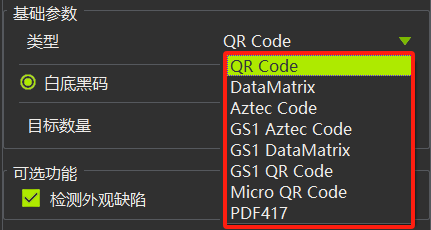 基础参数
类型 QR Code
QR Code
白底黑码
DataMatrix
Aztec Code
目标数量
GS1 Aztec Code
GS1 DataMatrix
可选功能
GS1 QR Code
检测外观缺陷
Micro QR Code
PDF417